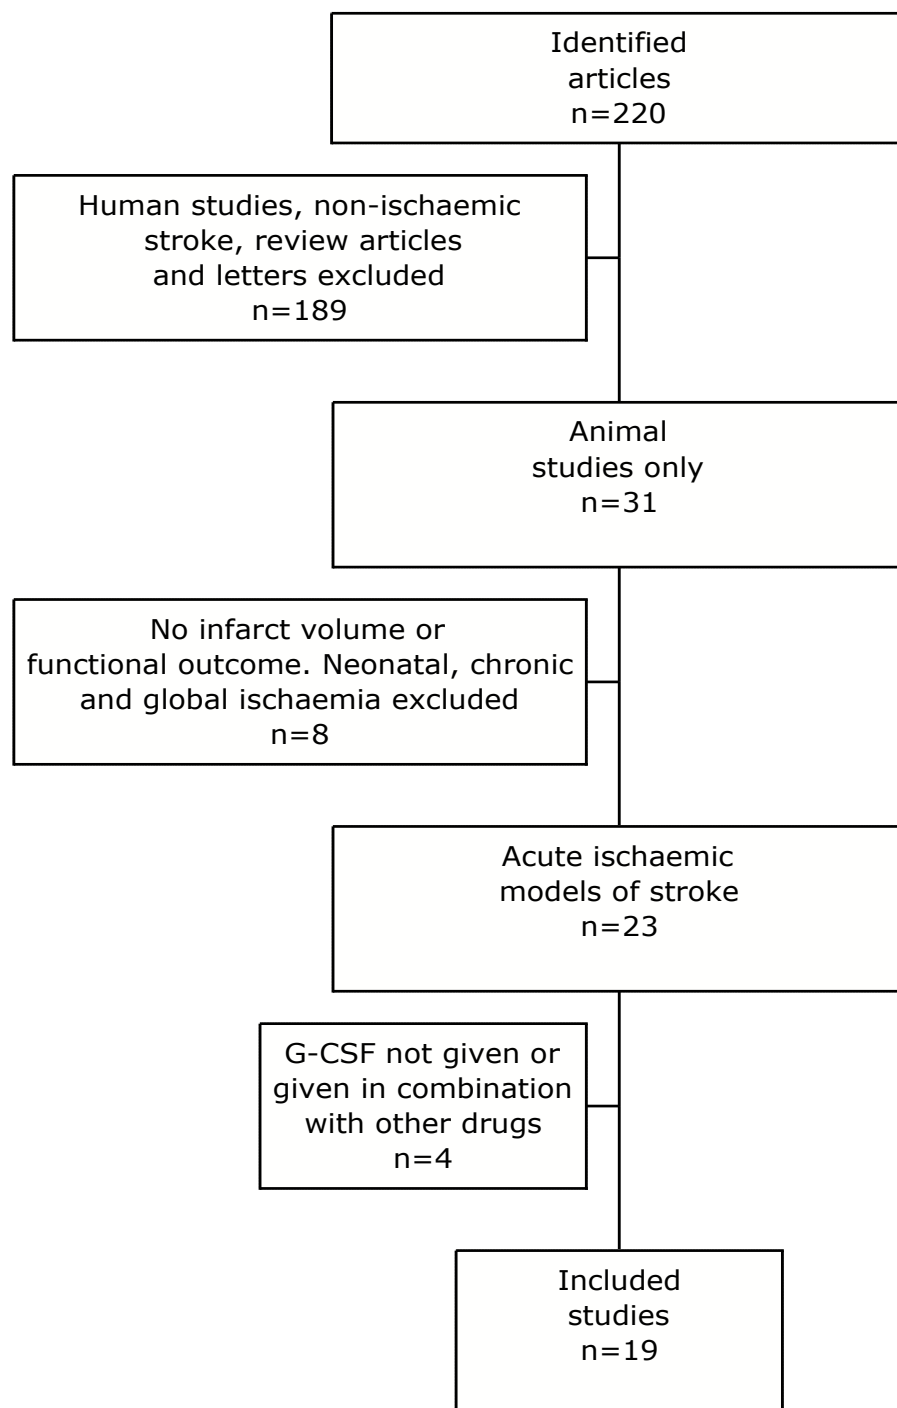 Identified
articles
n=220
Human studies, non-ischaemic
stroke, review articles
and letters excluded
n=189
Animal
studies only
n=31
No infarct volume or
functional outcome. Neonatal, chronic
and global ischaemia excluded
n=8
Acute ischaemic
models of stroke
n=23
G-CSF not given or
given in combination
with other drugs
n=4
Included
studies
n=19